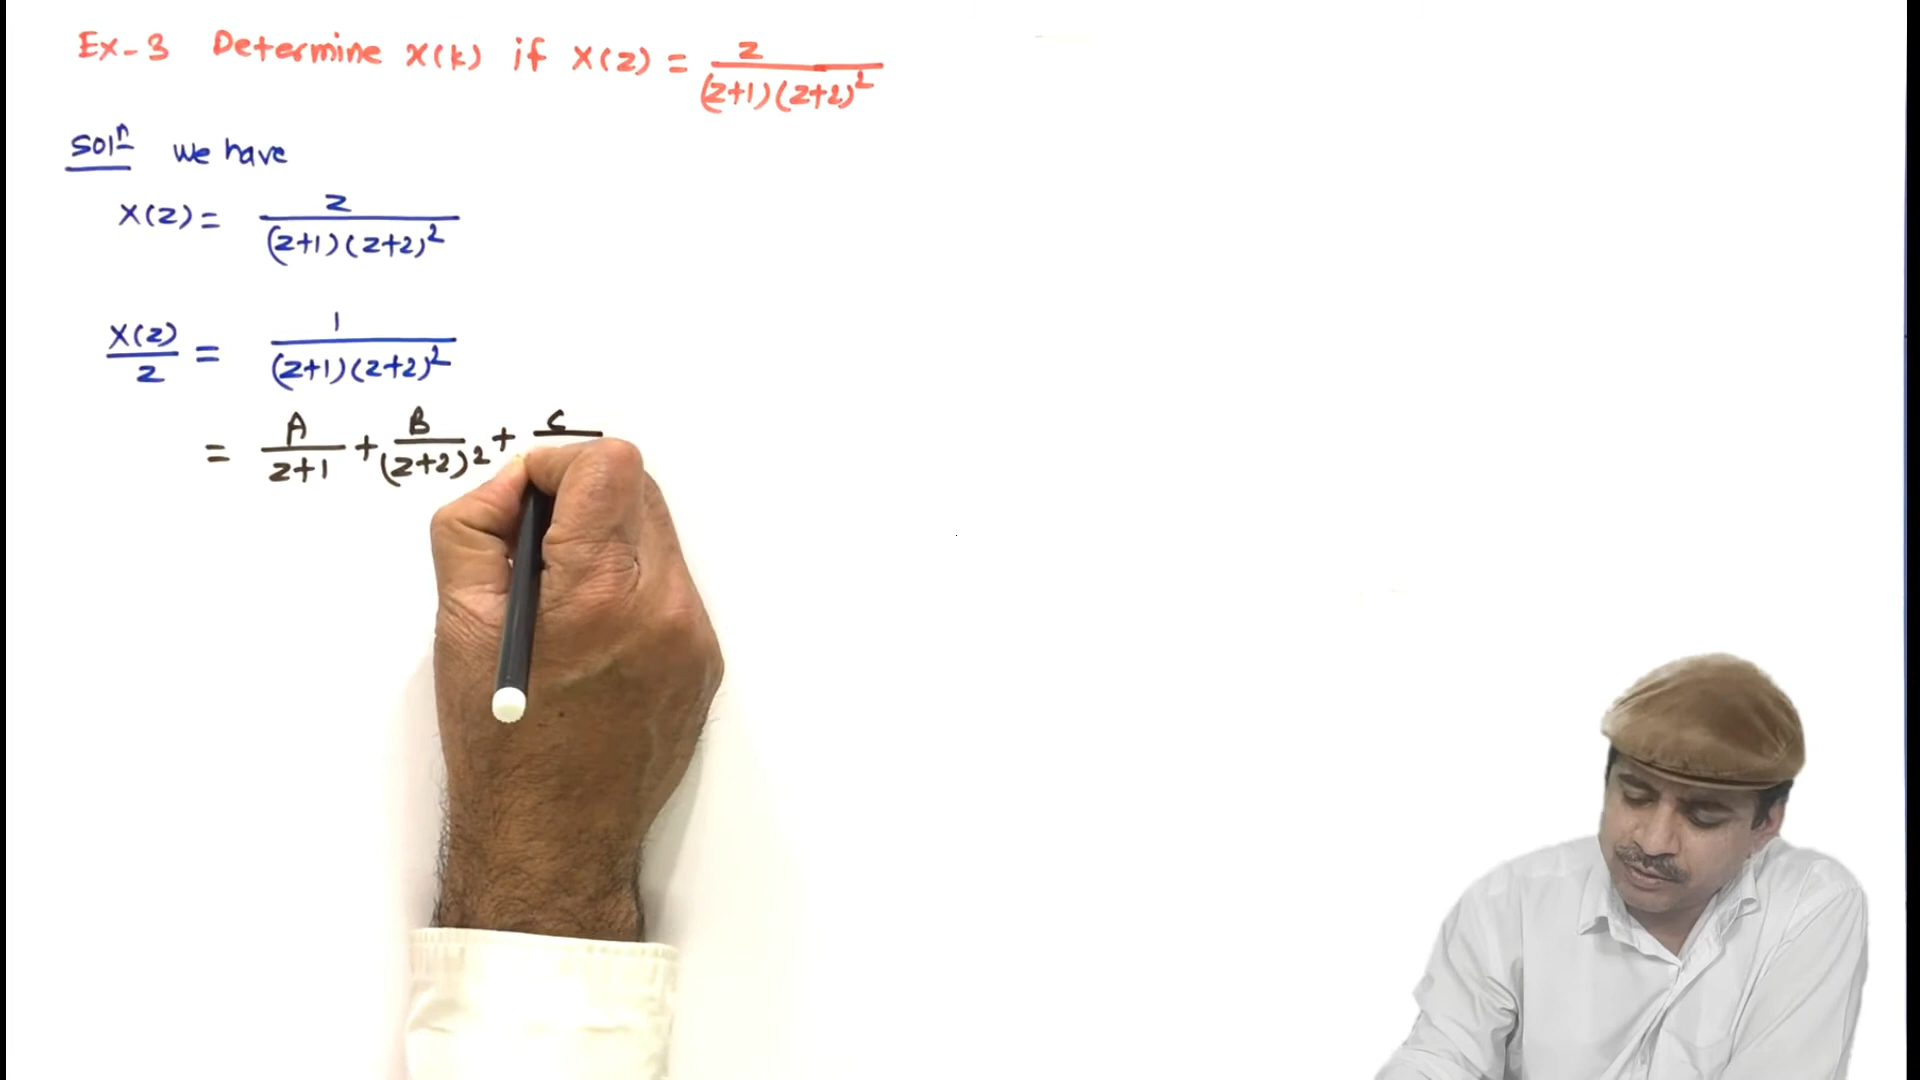 Ex-3 Determine x(k) if X(z) = z / (z+1)(z+2)²
Solⁿ we have
X(z) = z / (z+1)(z+2)²
X(z)/z = 1 / (z+1)(z+2)²
= A/z+1 + B/(z+2)² + C